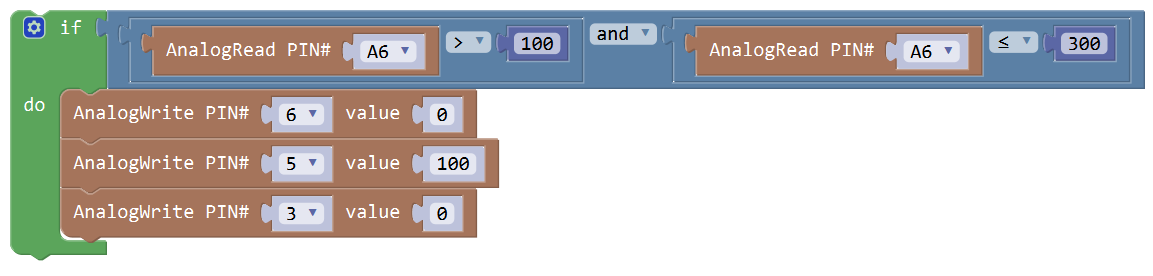 if AnalogRead PIN# A6 > 100 and AnalogRead PIN# A6 ≤ 300
do AnalogWrite PIN# 6 value 0
AnalogWrite PIN# 5 value 100
AnalogWrite PIN# 3 value 0